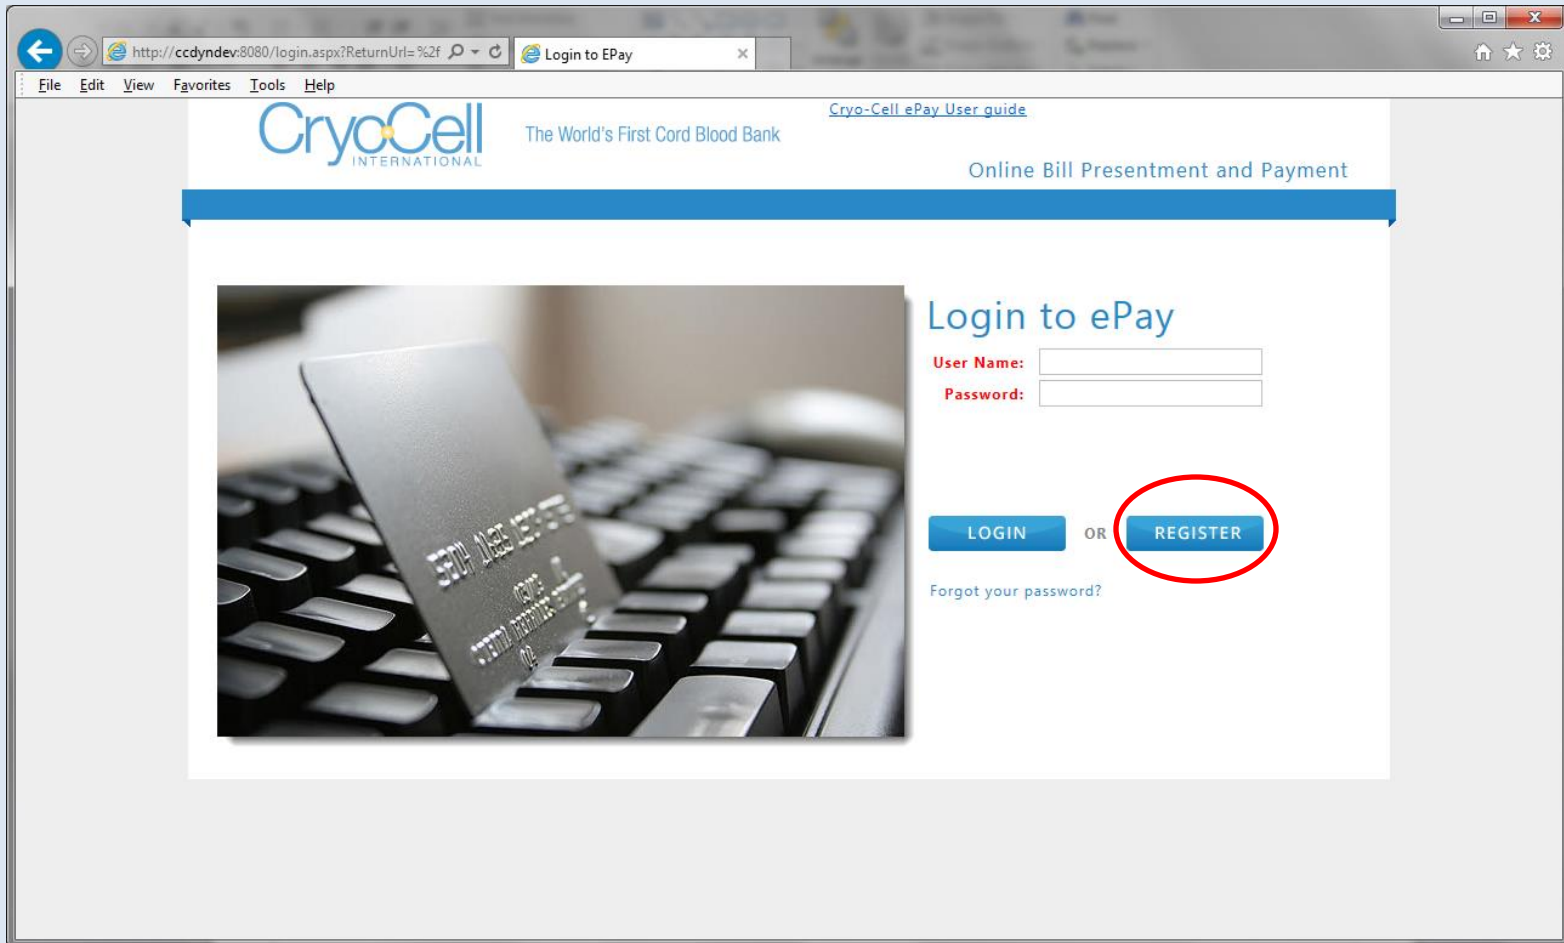 http://ccdyndev:8080/login.aspx?ReturnUrl=%2f
Login to EPay
File Edit View Favorites Tools Help
CryoCell
INTERNATIONAL
The World's First Cord Blood Bank
Cryo-Cell ePay User guide
Online Bill Presentment and Payment
Login to ePay
User Name:
Password:
LOGIN OR REGISTER
Forgot your password?